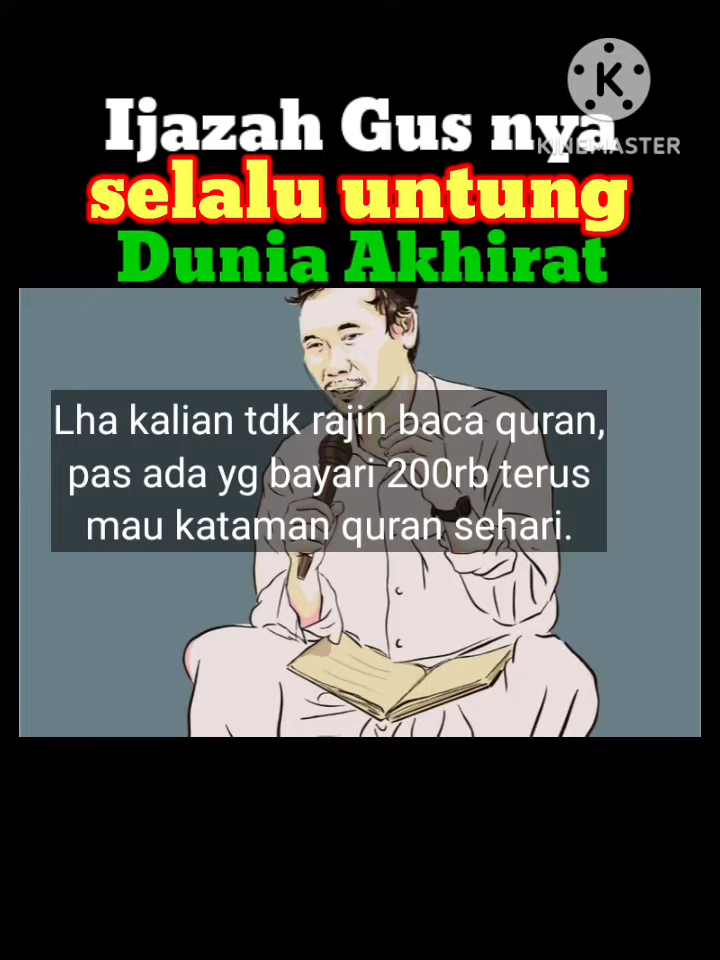 Ijazah Gus nya
KINEMASTER
selalu untung
Dunia Akhirat
Lha kalian tdk rajin baca quran,
pas ada yg bayari 200rb terus
mau kataman quran sehari.